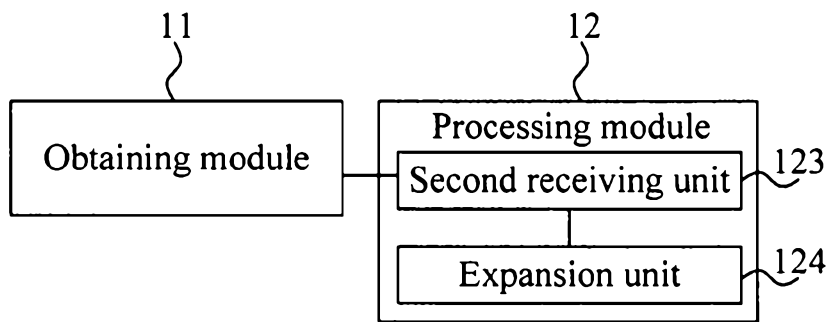 11
12
Obtaining module
Processing module
Second receiving unit
123
Expansion unit
124